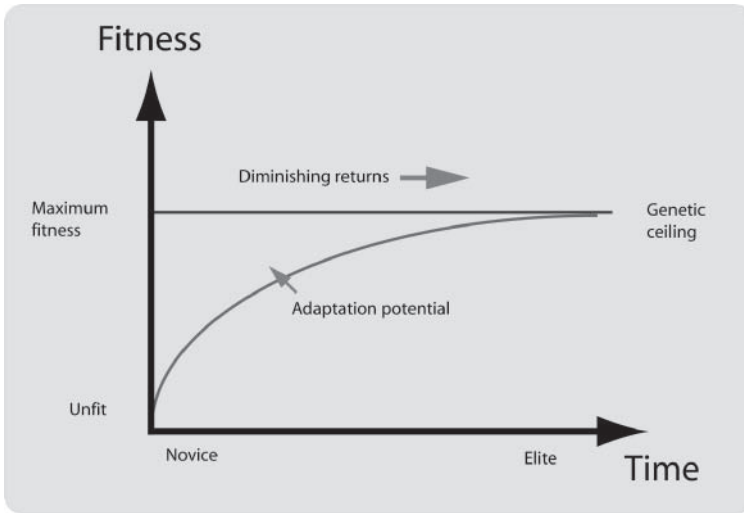 Fitness
Diminishing returns
Maximum
fitness
Genetic
ceiling
Adaptation potential
Unfit
Novice
Elite
Time